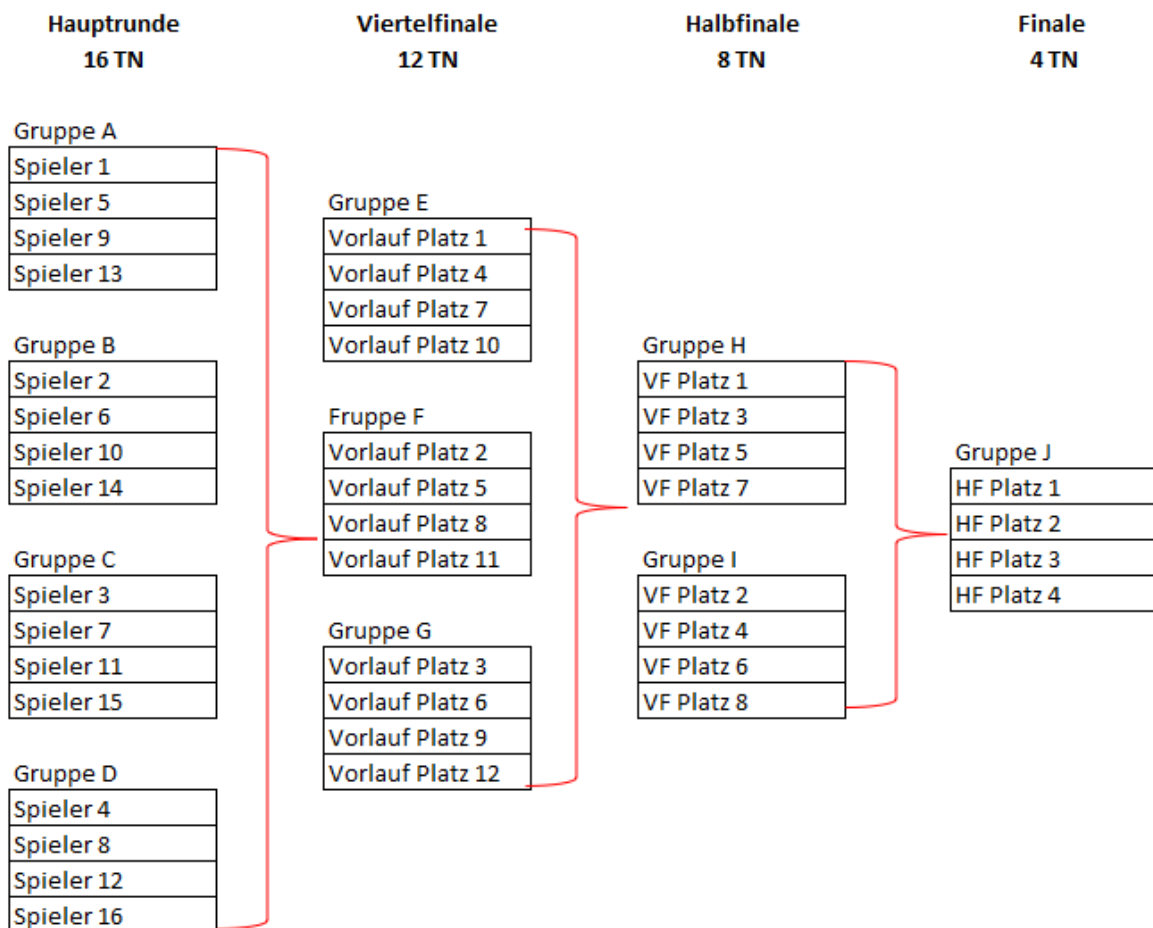 Hauptrunde
16 TN
Viertelfinale
12 TN
Halbfinale
8 TN
Finale
4 TN
Gruppe A
Spieler 1
Spieler 5
Spieler 9
Spieler 13
Gruppe B
Spieler 2
Spieler 6
Spieler 10
Spieler 14
Gruppe C
Spieler 3
Spieler 7
Spieler 11
Spieler 15
Gruppe D
Spieler 4
Spieler 8
Spieler 12
Spieler 16
Gruppe E
Vorlauf Platz 1
Vorlauf Platz 4
Vorlauf Platz 7
Vorlauf Platz 10
Fruppe F
Vorlauf Platz 2
Vorlauf Platz 5
Vorlauf Platz 8
Vorlauf Platz 11
Gruppe G
Vorlauf Platz 3
Vorlauf Platz 6
Vorlauf Platz 9
Vorlauf Platz 12
Gruppe H
VF Platz 1
VF Platz 3
VF Platz 5
VF Platz 7
Gruppe I
VF Platz 2
VF Platz 4
VF Platz 6
VF Platz 8
Gruppe J
HF Platz 1
HF Platz 2
HF Platz 3
HF Platz 4